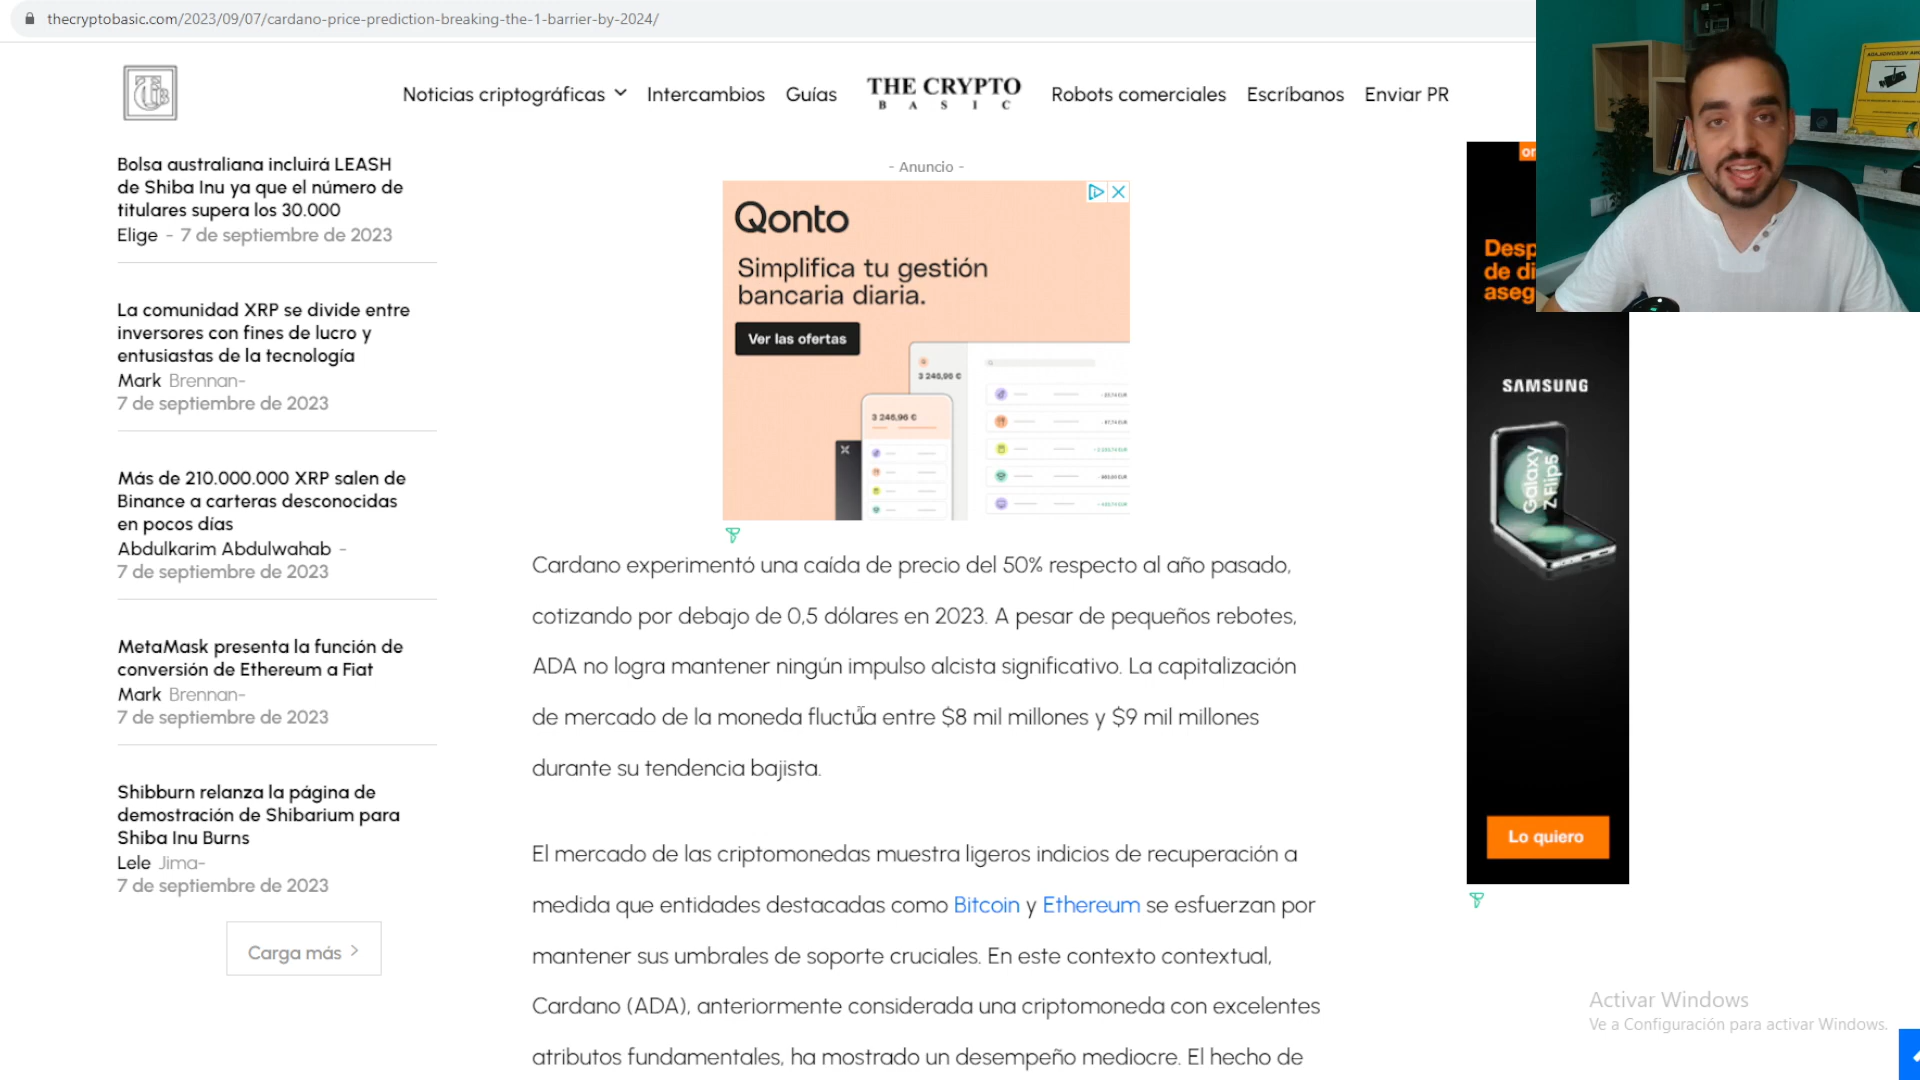 thecryptobasic.com/2023/09/07/cardano-price-prediction-breaking-the-1-barrier-by-2024/
Noticias criptográficas
Intercambios
Guías
THE CRYPTO
BASIC
Robots comerciales
Escríbanos
Enviar PR
Bolsa australiana incluirá LEASH
de Shiba Inu ya que el número de
titulares supera los 30.000
Elige - 7 de septiembre de 2023
La comunidad XRP se divide entre
inversores con fines de lucro y
entusiastas de la tecnología
Mark Brennan-
7 de septiembre de 2023
Más de 210.000.000 XRP salen de
Binance a carteras desconocidas
en pocos días
Abdulkarim Abdulwahab -
7 de septiembre de 2023
MetaMask presenta la función de
conversión de Ethereum a Fiat
Mark Brennan-
7 de septiembre de 2023
Shibburn relanza la página de
demostración de Shibarium para
Shiba Inu Burns
Lele Jima-
7 de septiembre de 2023
Carga más >
- Anuncio -
Qonto
Simplifica tu gestión
bancaria diaria.
Ver las ofertas
3 246,96 €
3 246,96 €
Cardano experimentó una caída de precio del 50% respecto al año pasado,
cotizando por debajo de 0,5 dólares en 2023. A pesar de pequeños rebotes,
ADA no logra mantener ningún impulso alcista significativo. La capitalización
de mercado de la moneda fluctúa entre $8 mil millones y $9 mil millones
durante su tendencia bajista.
El mercado de las criptomonedas muestra ligeros indicios de recuperación a
medida que entidades destacadas como Bitcoin y Ethereum se esfuerzan por
mantener sus umbrales de soporte cruciales. En este contexto contextual,
Cardano (ADA), anteriormente considerada una criptomoneda con excelentes
atributos fundamentales, ha mostrado un desempeño mediocre. El hecho de
Desp
de di
aseg
SAMSUNG
Galaxy
Z Flip5
Lo quiero
Activar Windows
Ve a Configuración para activar Windows.